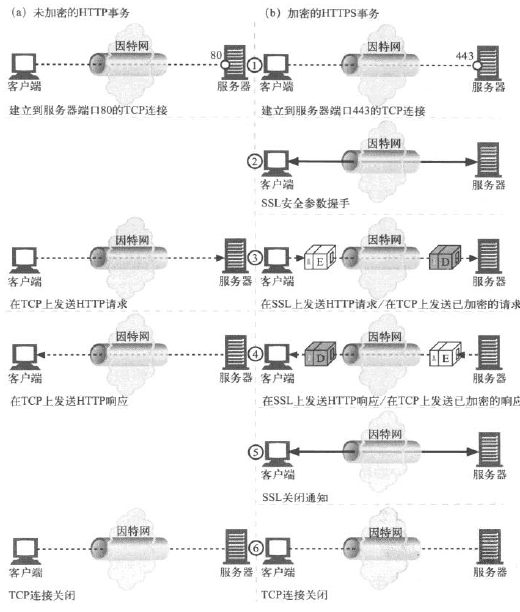 (a) 未加密的HTTP事务
(b) 加密的HTTPS事务
因特网
80
客户端
服务器
建立到服务器端口80的TCP连接
1
因特网
443
客户端
服务器
建立到服务器端口443的TCP连接
2
因特网
客户端
服务器
SSL安全参数握手
因特网
客户端
服务器
在TCP上发送HTTP请求
3
因特网
E
D
客户端
服务器
在SSL上发送HTTP请求/在TCP上发送已加密的请求
因特网
客户端
服务器
在TCP上发送HTTP响应
4
因特网
D
E
客户端
服务器
在SSL上发送HTTP响应/在TCP上发送已加密的响应
5
因特网
客户端
服务器
SSL关闭通知
因特网
客户端
服务器
TCP连接关闭
6
因特网
客户端
服务器
TCP连接关闭